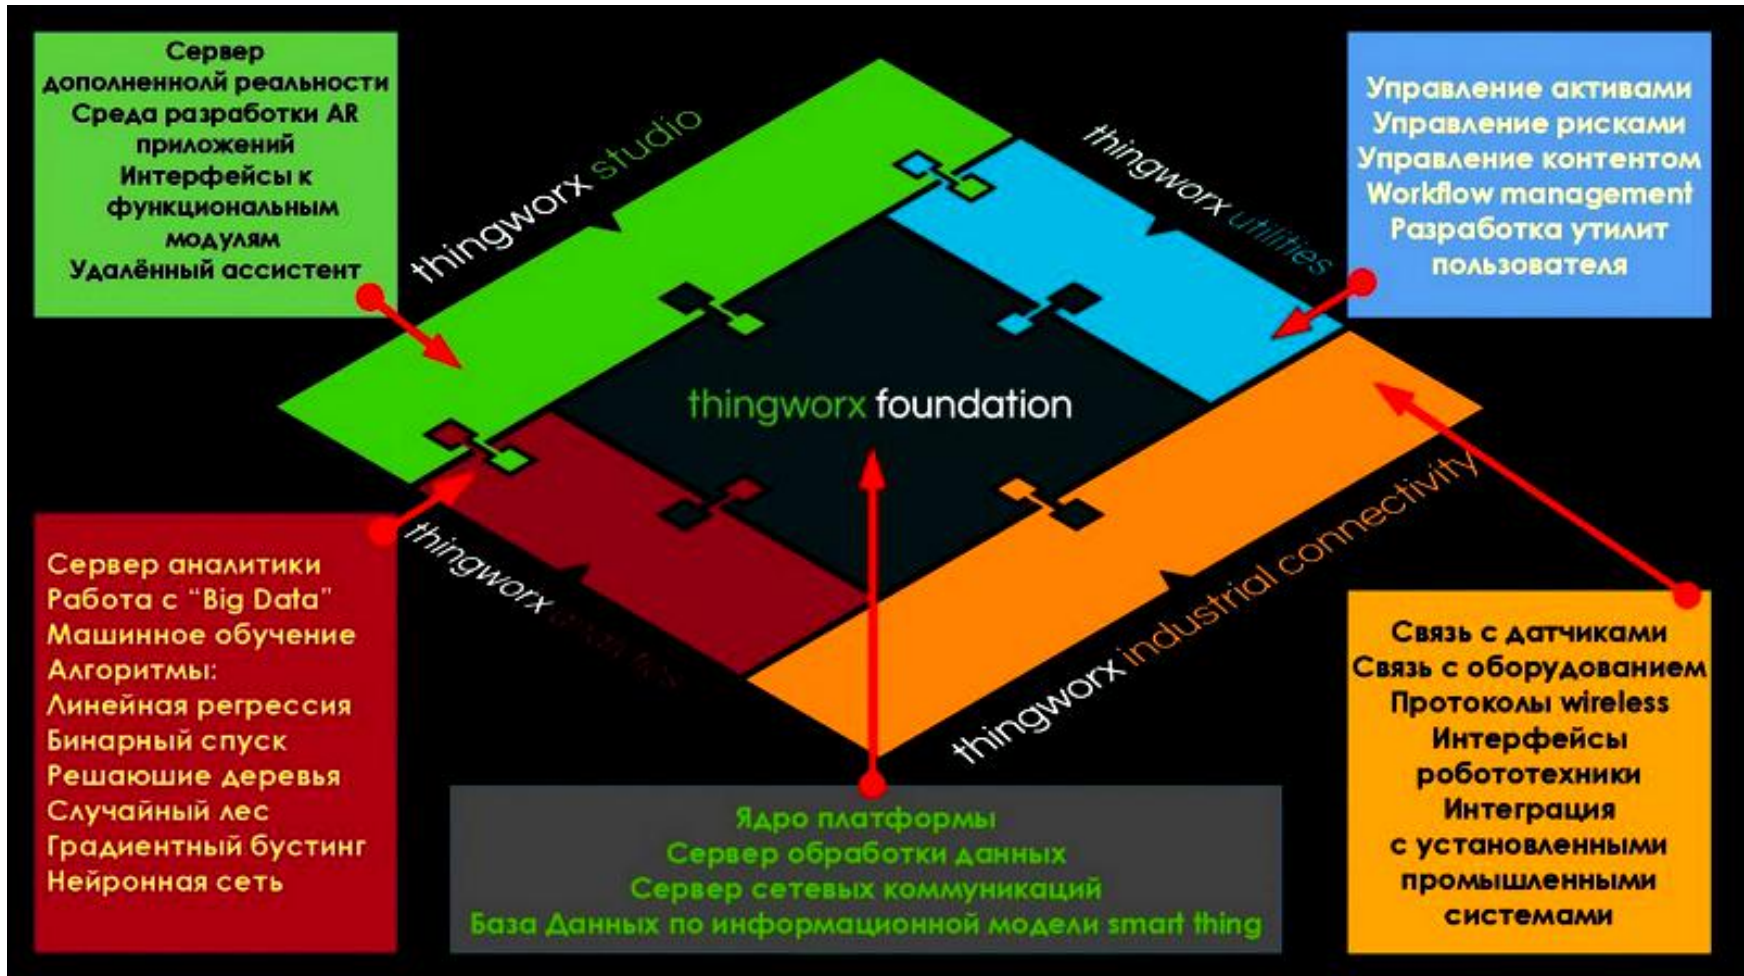 Сервер
дополненнолй реальности
Среда разработки AR
приложений
Интерфейсы к
функциональным
модулям
Удалённый ассистент
thingworx studio
thingworx utilities
Управление активами
Управление рисками
Управление контентом
Workflow management
Разработка утилит
пользователя
thingworx foundation
Сервер аналитики
Работа с “Big Data”
Машинное обучение
Алгоритмы:
Линейная регрессия
Бинарный спуск
Решаюшие деревья
Случайный лес
Градиентный бустинг
Нейронная сеть
thingworx
thingworx industrial connectivity
Ядро платформы
Сервер обработки данных
Сервер сетевых коммуникаций
База Данных по информационной модели smart thing
Связь с датчиками
Связь с оборудованием
Протоколы wireless
Интерфейсы
робототехники
Интеграция
с установленными
промышленными
системами